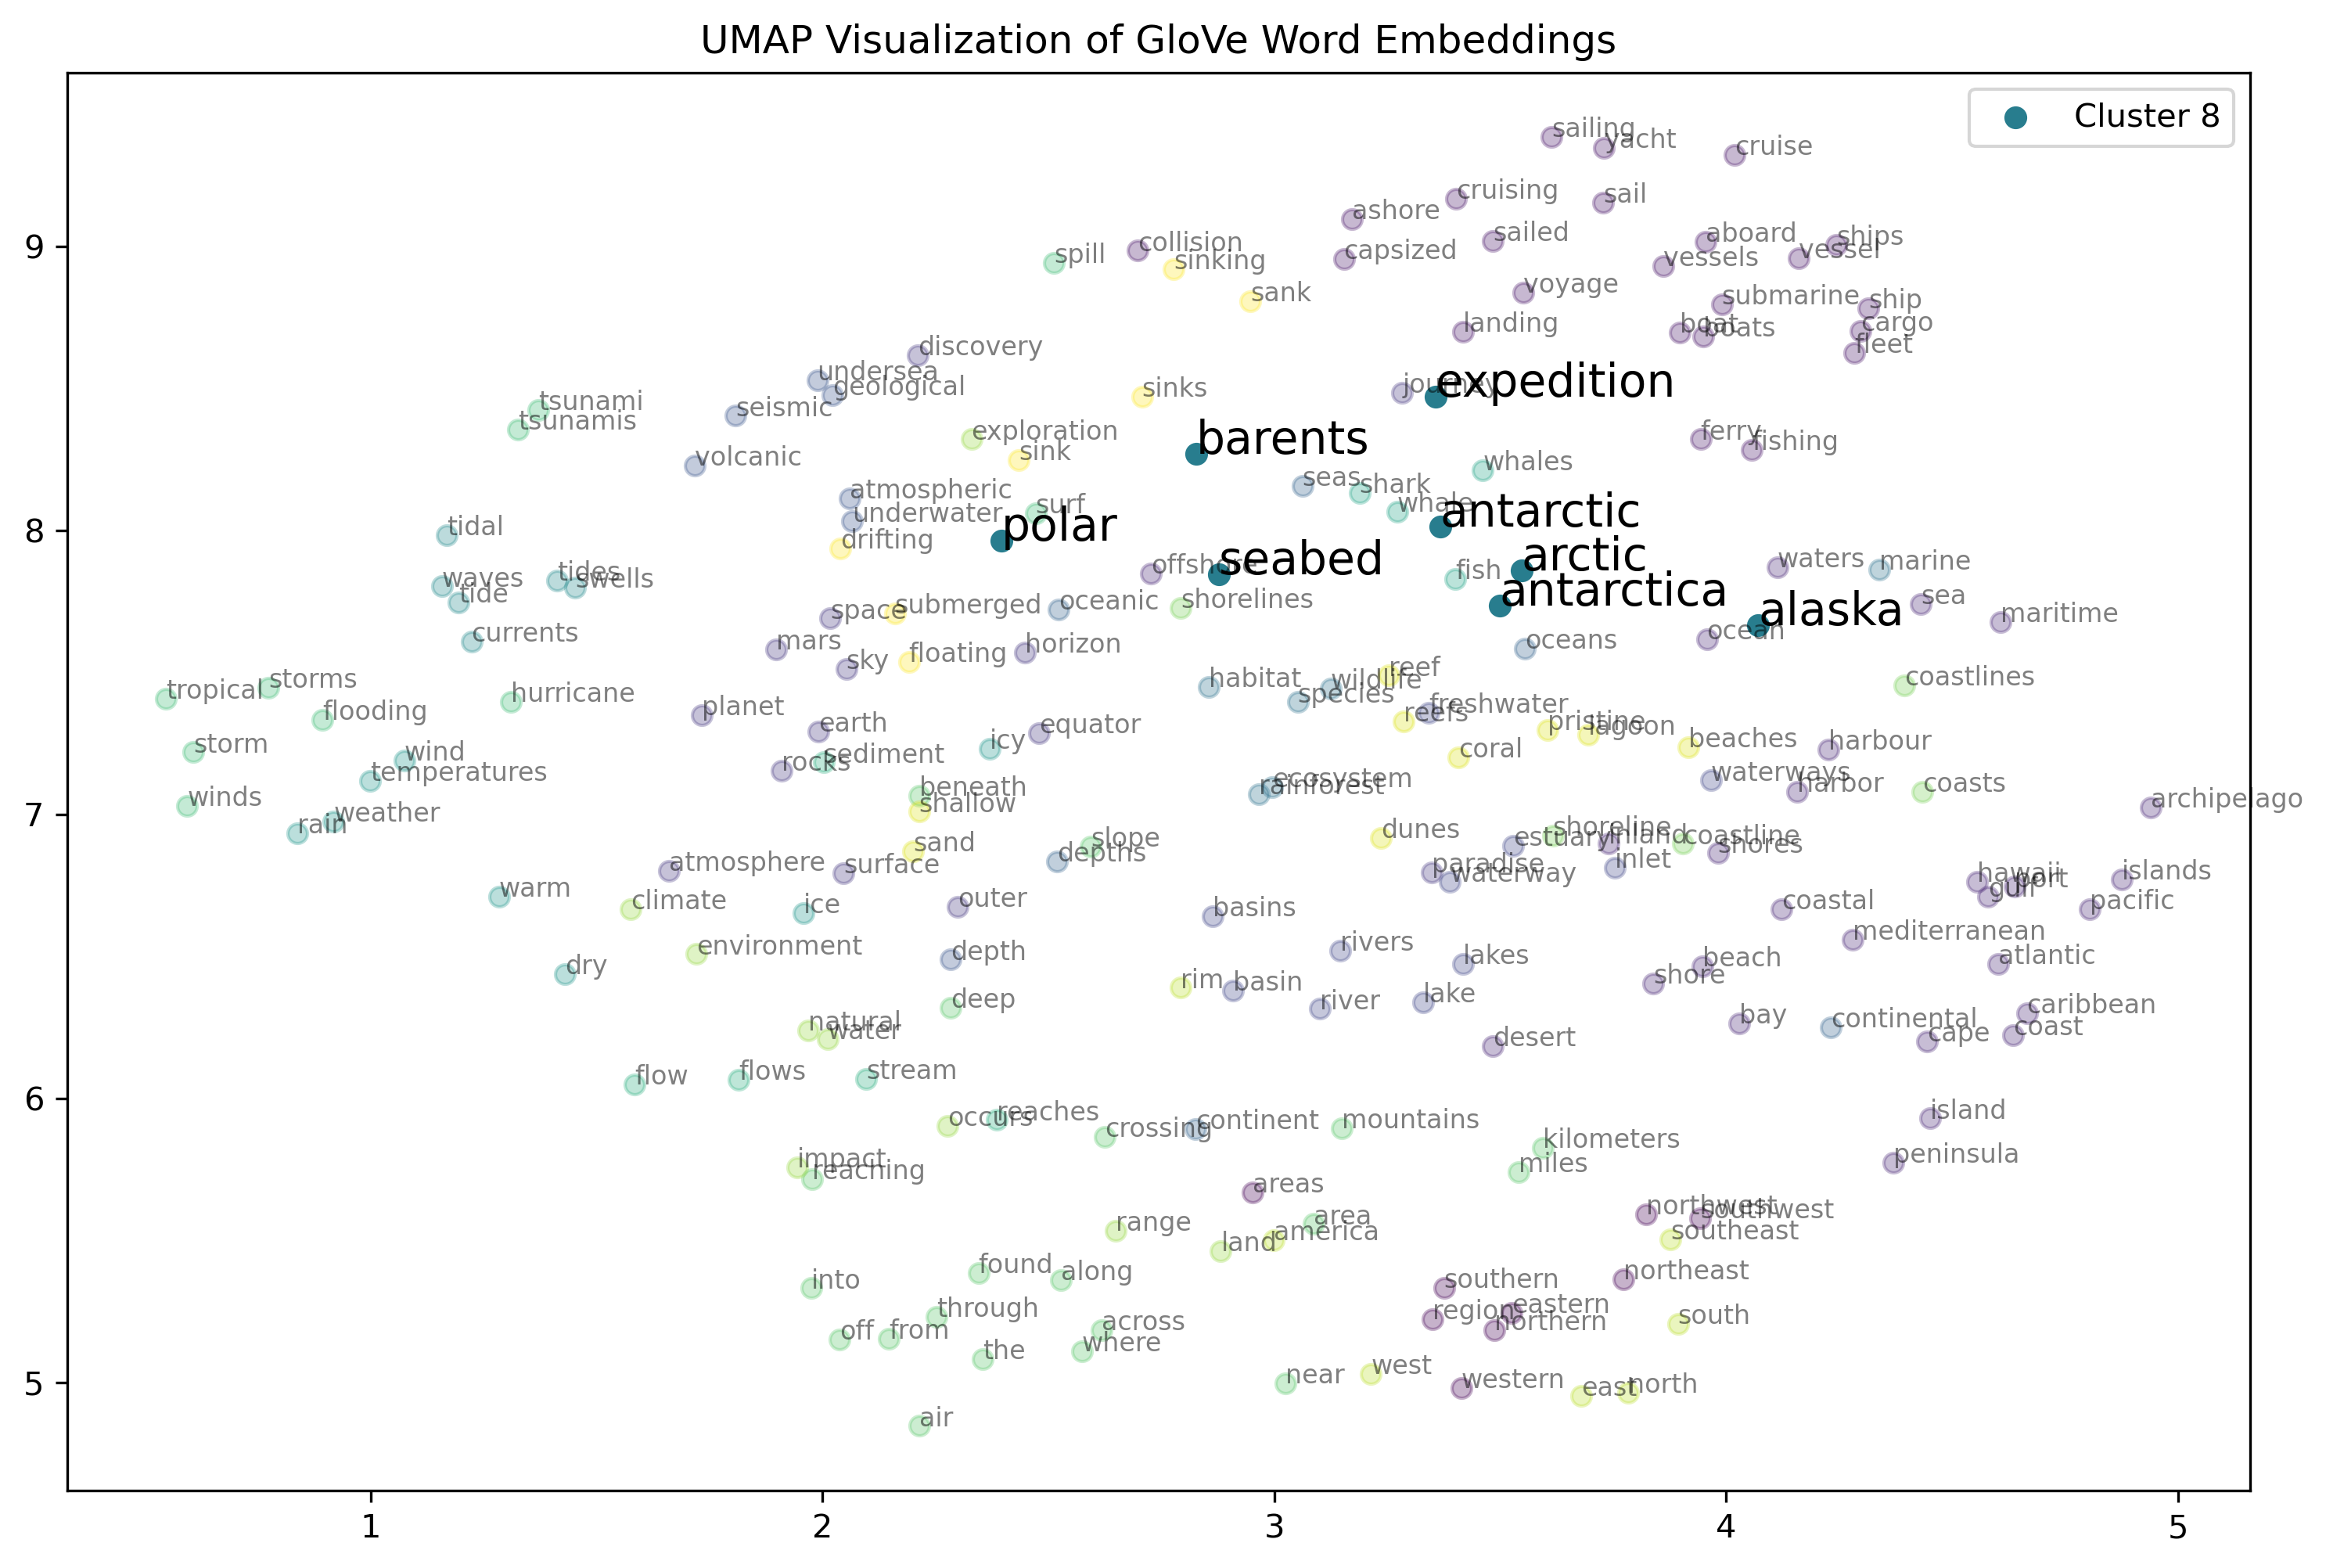 UMAP Visualization of GloVe Word Embeddings
Cluster 8
sailing
yacht
cruise
cruising
sail
ashore
sailed
aboard
ships
collision
capsized
vessel
spill
sinking
vessels
voyage
sank
submarine
ship
landing
boat
boats
cargo
fleet
discovery
undersea
geological
journey
expedition
sinks
tsunami
tsunamis
seismic
exploration
barents
ferry
fishing
sink
volcanic
whales
seas
shark
atmospheric
whale
antarctic
underwater
surf
polar
tidal
drifting
offshore
seabed
arctic
waters
marine
fish
waves
tides
swells
antarctica
tide
space
submerged
oceanic
shorelines
alaska
sea
maritime
currents
mars
ocean
sky
floating
horizon
oceans
tropical
storms
hurricane
habitat
wildlife
reef
coastlines
species
flooding
planet
freshwater
reefs
earth
equator
pristine
lagoon
storm
wind
icy
beaches
harbour
rocks
sediment
coral
temperatures
ecosystem
rainforest
waterways
harbor
coasts
winds
beneath
shallow
archipelago
rain
weather
sand
slope
dunes
estuary
shoreline
inland
coastline
shores
depths
atmosphere
surface
paradise
waterway
inlet
hawaii
port
gulf
islands
warm
climate
ice
outer
basins
coastal
pacific
environment
depth
rivers
lakes
mediterranean
dry
beach
atlantic
rim
basin
shore
deep
river
lake
caribbean
natural
water
bay
continental
cape
coast
desert
flow
flows
stream
occurs
reaches
crossing
continent
mountains
island
kilometers
impact
reaching
miles
peninsula
areas
northwest
southwest
range
area
land
america
southeast
found
along
into
southern
northeast
through
region
eastern
northern
south
off
from
across
where
the
near
west
western
east
north
air
9
8
7
6
5
1
2
3
4
5